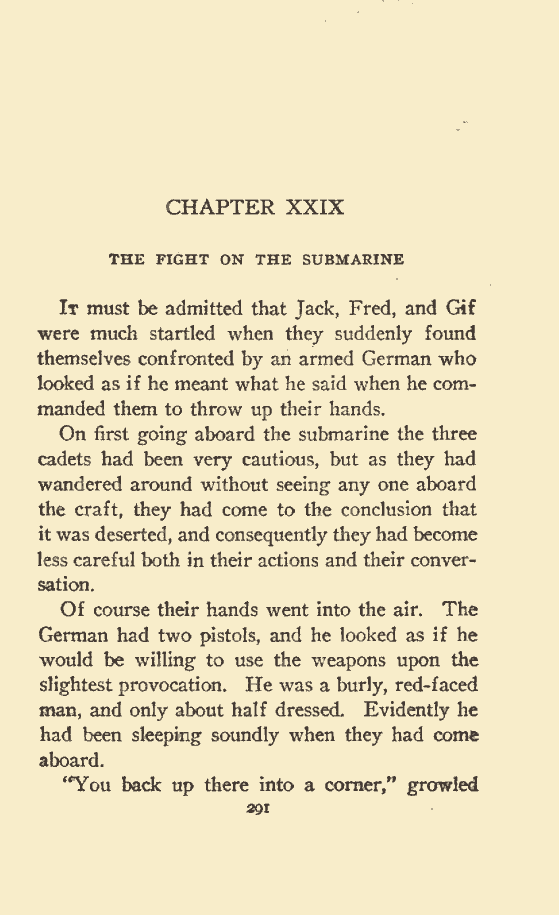 CHAPTER XXIX
THE FIGHT ON THE SUBMARINE
It must be admitted that Jack, Fred, and Gif
were much startled when they suddenly found
themselves confronted by an armed German who
looked as if he meant what he said when he com-
manded them to throw up their hands.
On first going aboard the submarine the three
cadets had been very cautious, but as they had
wandered around without seeing any one aboard
the craft, they had come to the conclusion that
it was deserted, and consequently they had become
less careful both in their actions and their conver-
sation.
Of course their hands went into the air. The
German had two pistols, and he looked as if he
would be willing to use the weapons upon the
slightest provocation. He was a burly, red-faced
man, and only about half dressed. Evidently he
had been sleeping soundly when they had come
aboard.
"You back up there into a corner," growled
291